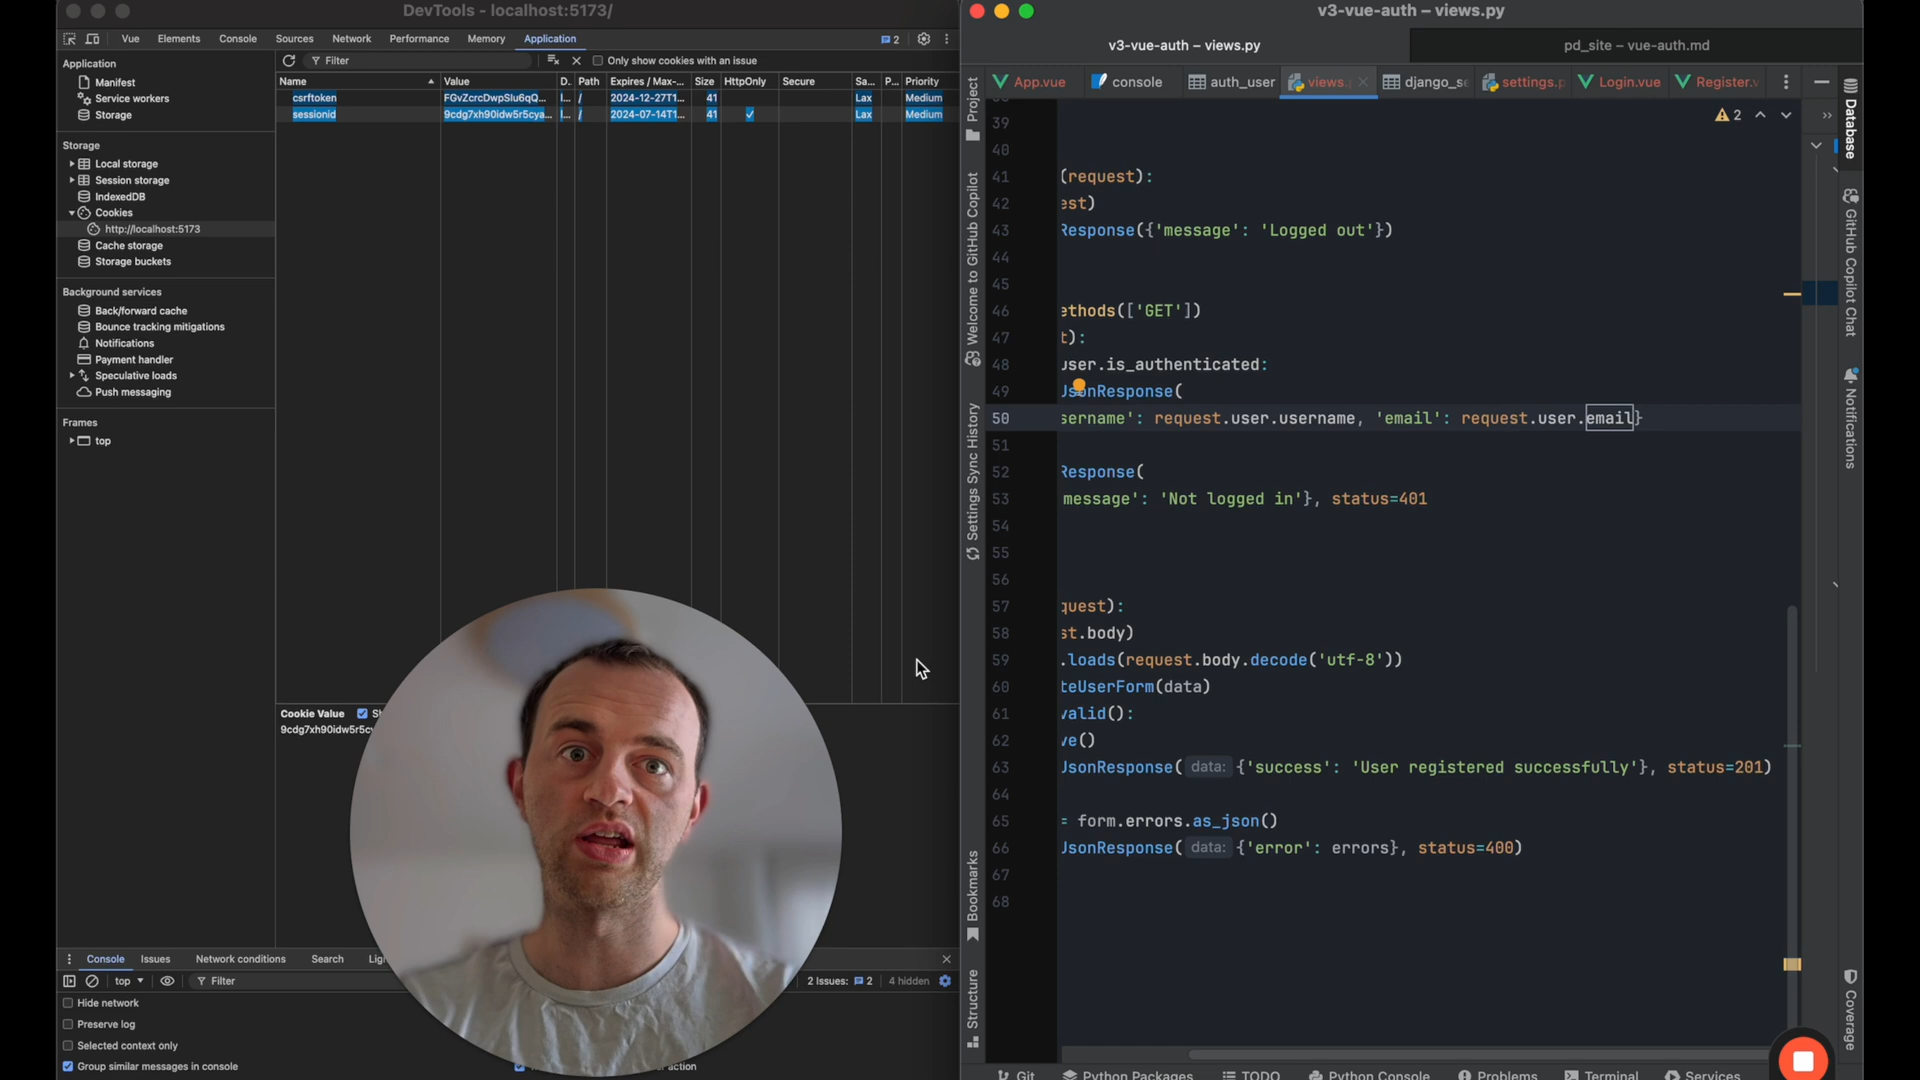 DevTools - localhost:5173/
Vue Elements Console Sources Network Performance Memory Application 2
Application
Manifest
Service workers
Storage
Storage
Local storage
Session storage
IndexedDB
Cookies
http://localhost:5173
Cache storage
Storage buckets
Background services
Back/forward cache
Bounce tracking mitigations
Notifications
Payment handler
Speculative loads
Push messaging
Frames
top
Filter Only show cookies with an issue
Name Value D. Path Expires / Max-... Size HttpOnly Secure Sa... P... Priority
csrftoken FGvZcrcDwpSlu6qQ... l... / 2024-12-27T1... 41 Lax Medium
sessionid 9cdg7xh90idw5r5cya... l... / 2024-07-14T1... 41 ✓ Lax Medium
Cookie Value
Console Issues Network conditions Search
top Filter 2 Issues: 2 4 hidden
Hide network
Preserve log
Selected context only
Group similar messages in console
v3-vue-auth – views.py
v3-vue-auth – views.py pd_site – vue-auth.md
App.vue console auth_user views. django_se settings.p Login.vue Register.v
Project
Welcome to GitHub Copilot
Settings Sync History
Bookmarks
Structure
2
39
40
41 (request):
42 est)
43 Response({'message': 'Logged out'})
44
45
46 ethods(['GET'])
47 t):
48 user.is_authenticated:
49 JsonResponse(
50 sername': request.user.username, 'email': request.user.email}
51
52 Response(
53 message': 'Not logged in'}, status=401
54
55
56
57 quest):
58 st.body)
59 .loads(request.body.decode('utf-8'))
60 teUserForm(data)
61 valid():
62 ve()
63 JsonResponse( data: {'success': 'User registered successfully'}, status=201)
64
65 = form.errors.as_json()
66 JsonResponse( data: {'error': errors}, status=400)
67
68
Database
GitHub Copilot Chat
Notifications
Coverage
Git Python Packages TODO Python Console Problems Terminal Services